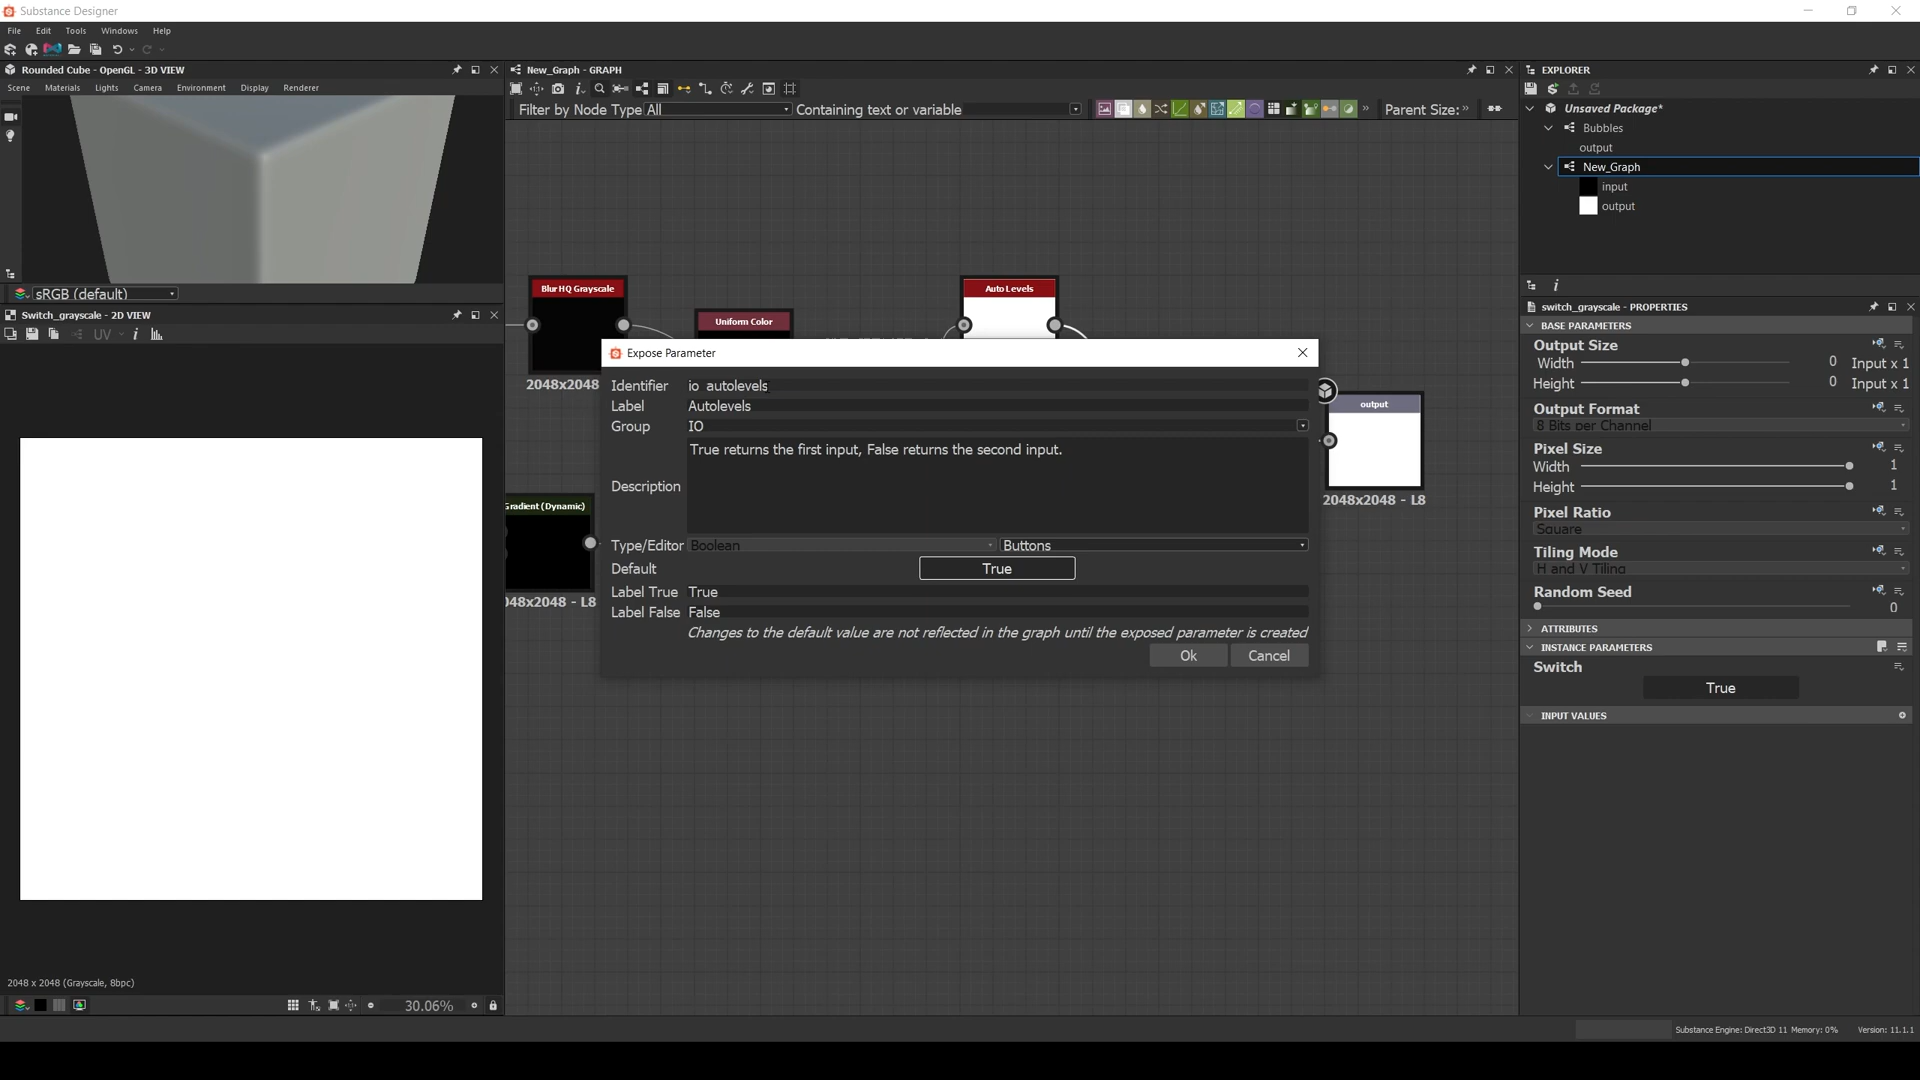 Substance Designer
File Edit Tools Windows Help
Rounded Cube - OpenGL - 3D VIEW
Scene Materials Lights Camera Environment Display Renderer
sRGB (default)
Switch_grayscale - 2D VIEW
UV
2048 x 2048 (Grayscale, 8bpc)
30.06%
New_Graph - GRAPH
Filter by Node Type All Containing text or variable
Parent Size:
Blur HQ Grayscale
2048x2048
Uniform Color
Auto Levels
Gradient (Dynamic)
048x2048 - L8
output
2048x2048 - L8
Expose Parameter
Identifier io_autolevels
Label Autolevels
Group IO
Description True returns the first input, False returns the second input.
Type/Editor Boolean Buttons
Default True
Label True True
Label False False
Changes to the default value are not reflected in the graph until the exposed parameter is created
Ok Cancel
EXPLORER
Unsaved Package*
Bubbles
output
New_Graph
input
output
switch_grayscale - PROPERTIES
BASE PARAMETERS
Output Size
Width 0 Input x 1
Height 0 Input x 1
Output Format
8 Bits per Channel
Pixel Size
Width 1
Height 1
Pixel Ratio
Square
Tiling Mode
H and V Tiling
Random Seed
0
ATTRIBUTES
INSTANCE PARAMETERS
Switch
True
INPUT VALUES
Substance Engine: Direct3D 11 Memory: 0% Version: 11.1.1